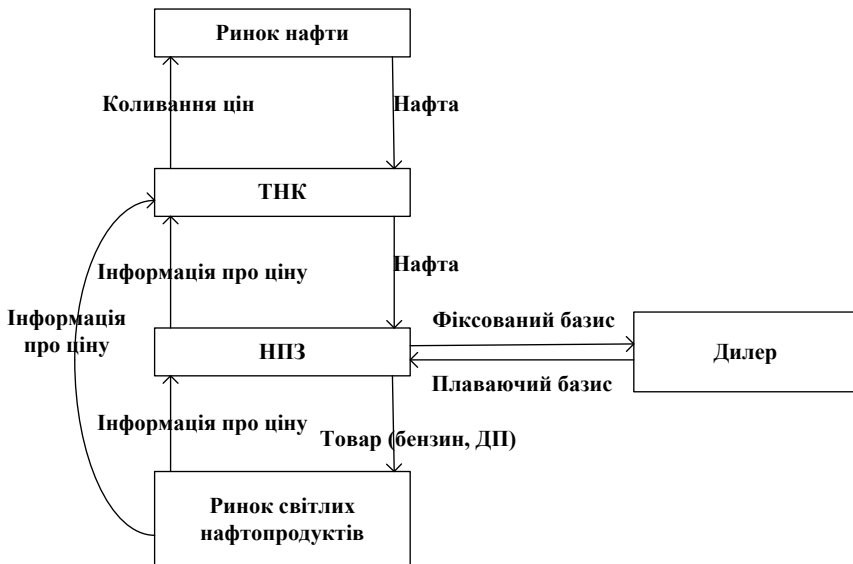 Ринок нафти
Коливання цін
Нафта
ТНК
Інформація про ціну
Нафта
Інформація
про ціну
Фіксований базис
НПЗ
Дилер
Плаваючий базис
Інформація про ціну
Товар (бензин, ДП)
Ринок світлих
нафтопродуктів